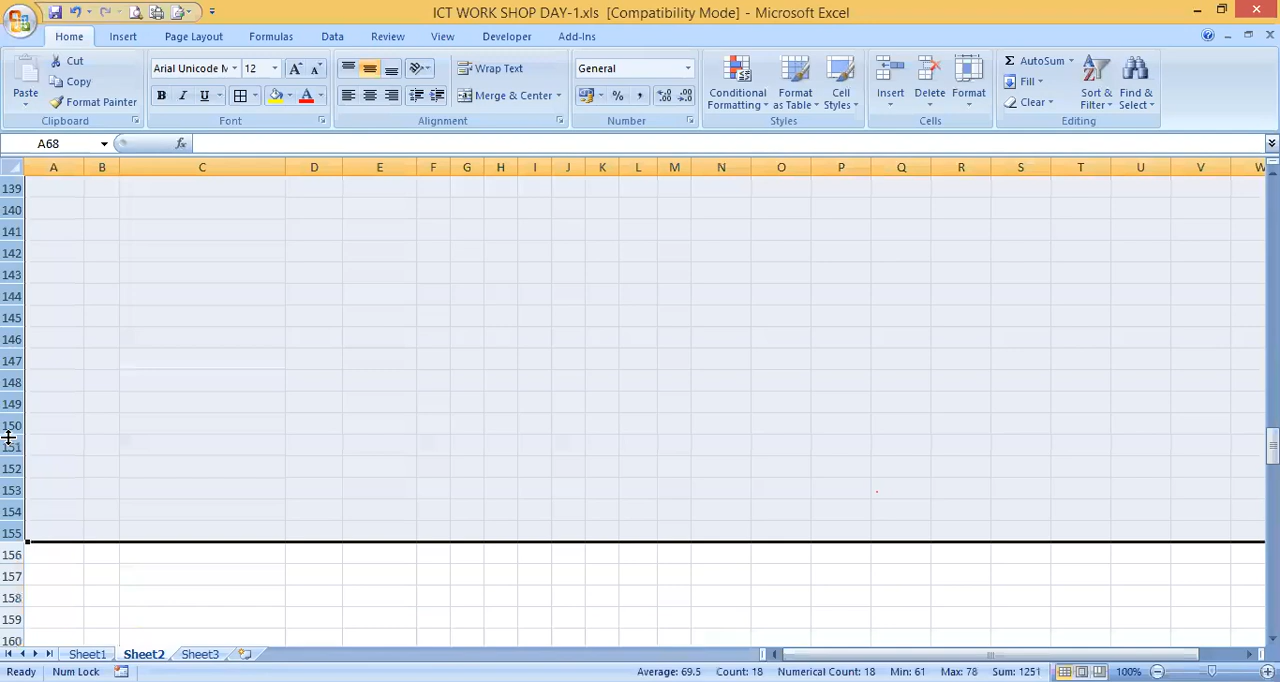 ICT WORK SHOP DAY-1.xls [Compatibility Mode] - Microsoft Excel
Home Insert Page Layout Formulas Data Review View Developer Add-Ins
Paste Cut Copy Format Painter
Arial Unicode M 12 A A
B I U A
Wrap Text
Merge & Center
General
% ,
Conditional Formatting Format as Table Cell Styles
Insert Delete Format
Σ AutoSum Fill Clear
Sort & Filter Find & Select
Clipboard Font Alignment Number Styles Cells Editing
A68 fx
A B C D E F G H I J K L M N O P Q R S T U V W
139
140
141
142
143
144
145
146
147
148
149
150
151
152
153
154
155
156
157
158
159
160
Sheet1 Sheet2 Sheet3
Ready Num Lock Average: 69.5 Count: 18 Numerical Count: 18 Min: 61 Max: 78 Sum: 1251 100%